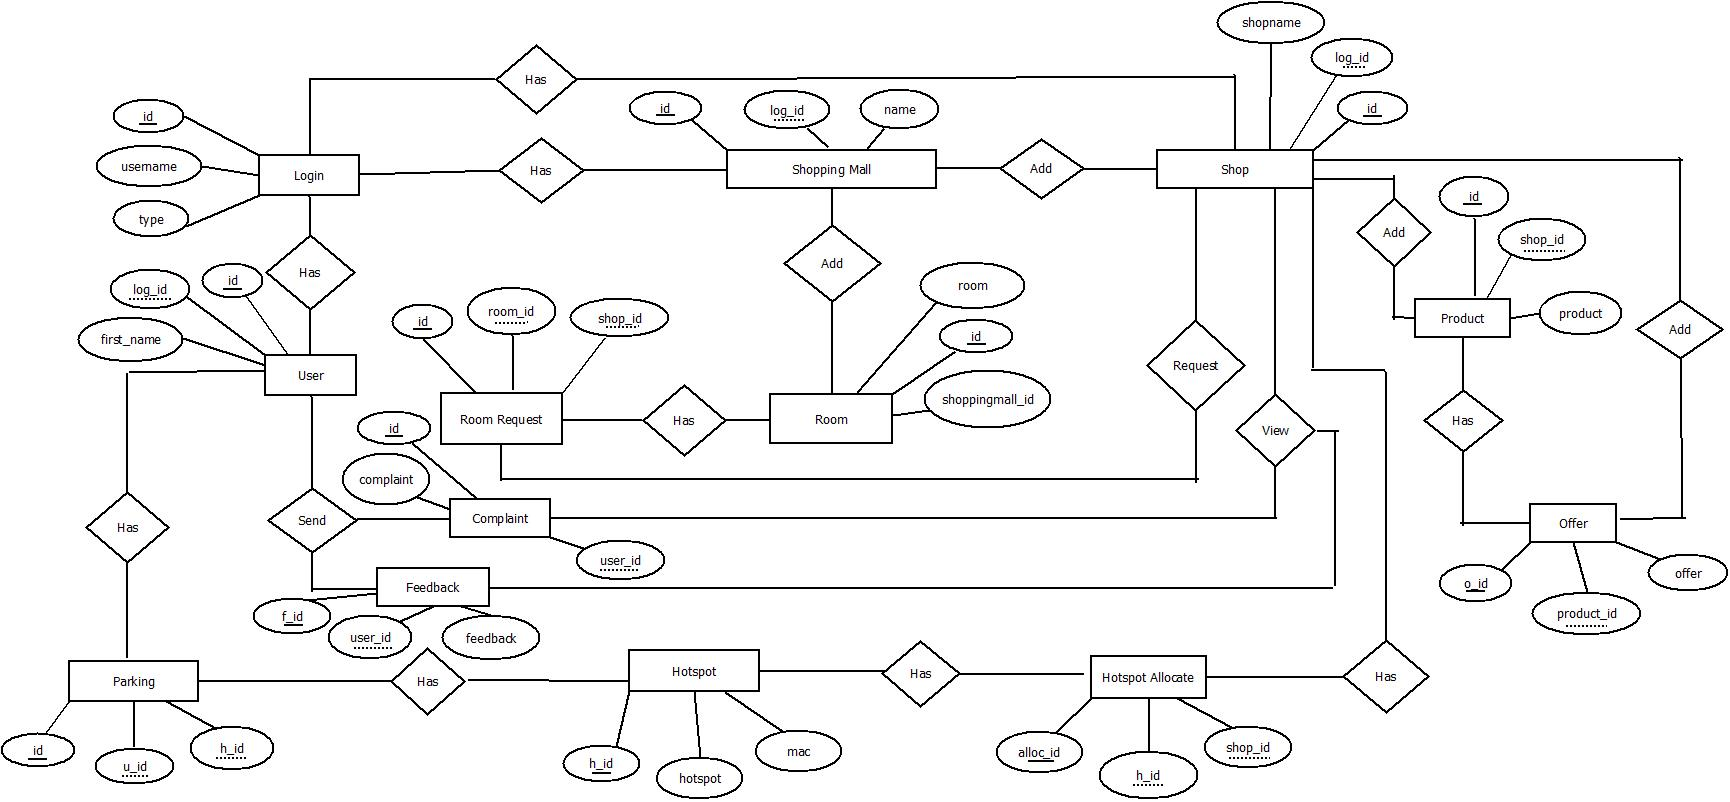 shopname
log_id
Has
id
log_id
name
id
id
username
type
Login
Has
Shopping Mall
Add
Shop
id
shop_id
Add
product
Product
Has
log_id
id
first_name
User
Add
room
id
shoppingmall_id
Room
id
room_id
shop_id
Room Request
Has
Request
View
Add
Has
id
complaint
Complaint
user_id
Send
Has
Offer
o_id
product_id
offer
Feedback
f_id
user_id
feedback
Parking
id
u_id
h_id
Has
Hotspot
h_id
hotspot
mac
Has
Hotspot Allocate
alloc_id
h_id
shop_id
Has